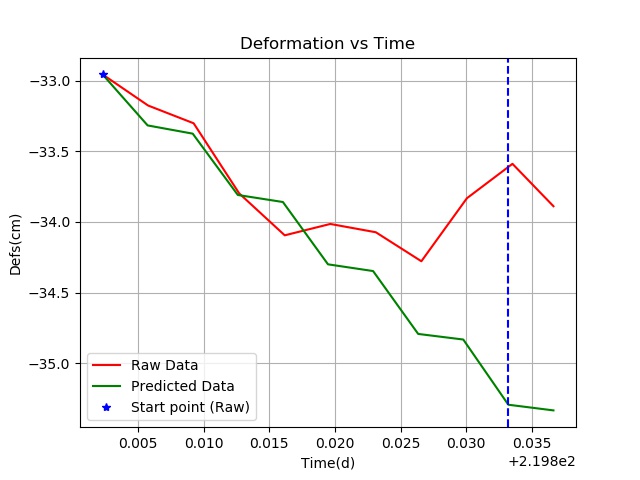 Deformation vs Time
Defs(cm)
−33.0
−33.5
−34.0
−34.5
−35.0
Raw Data
Predicted Data
Start point (Raw)
0.005 0.010 0.015 0.020 0.025 0.030 0.035
Time(d)
+2.198e2